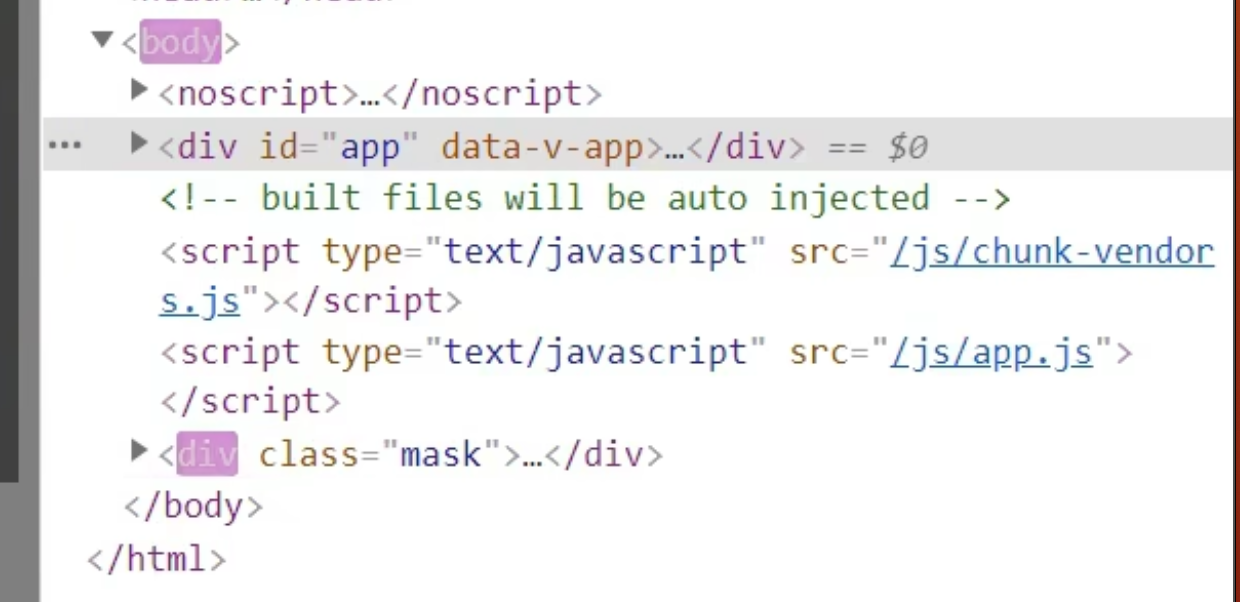 <body>
<noscript>…</noscript>
<div id="app" data-v-app>…</div> == $0
<!-- built files will be auto injected -->
<script type="text/javascript" src="/js/chunk-vendor
s.js"></script>
<script type="text/javascript" src="/js/app.js">
</script>
<div class="mask">…</div>
</body>
</html>